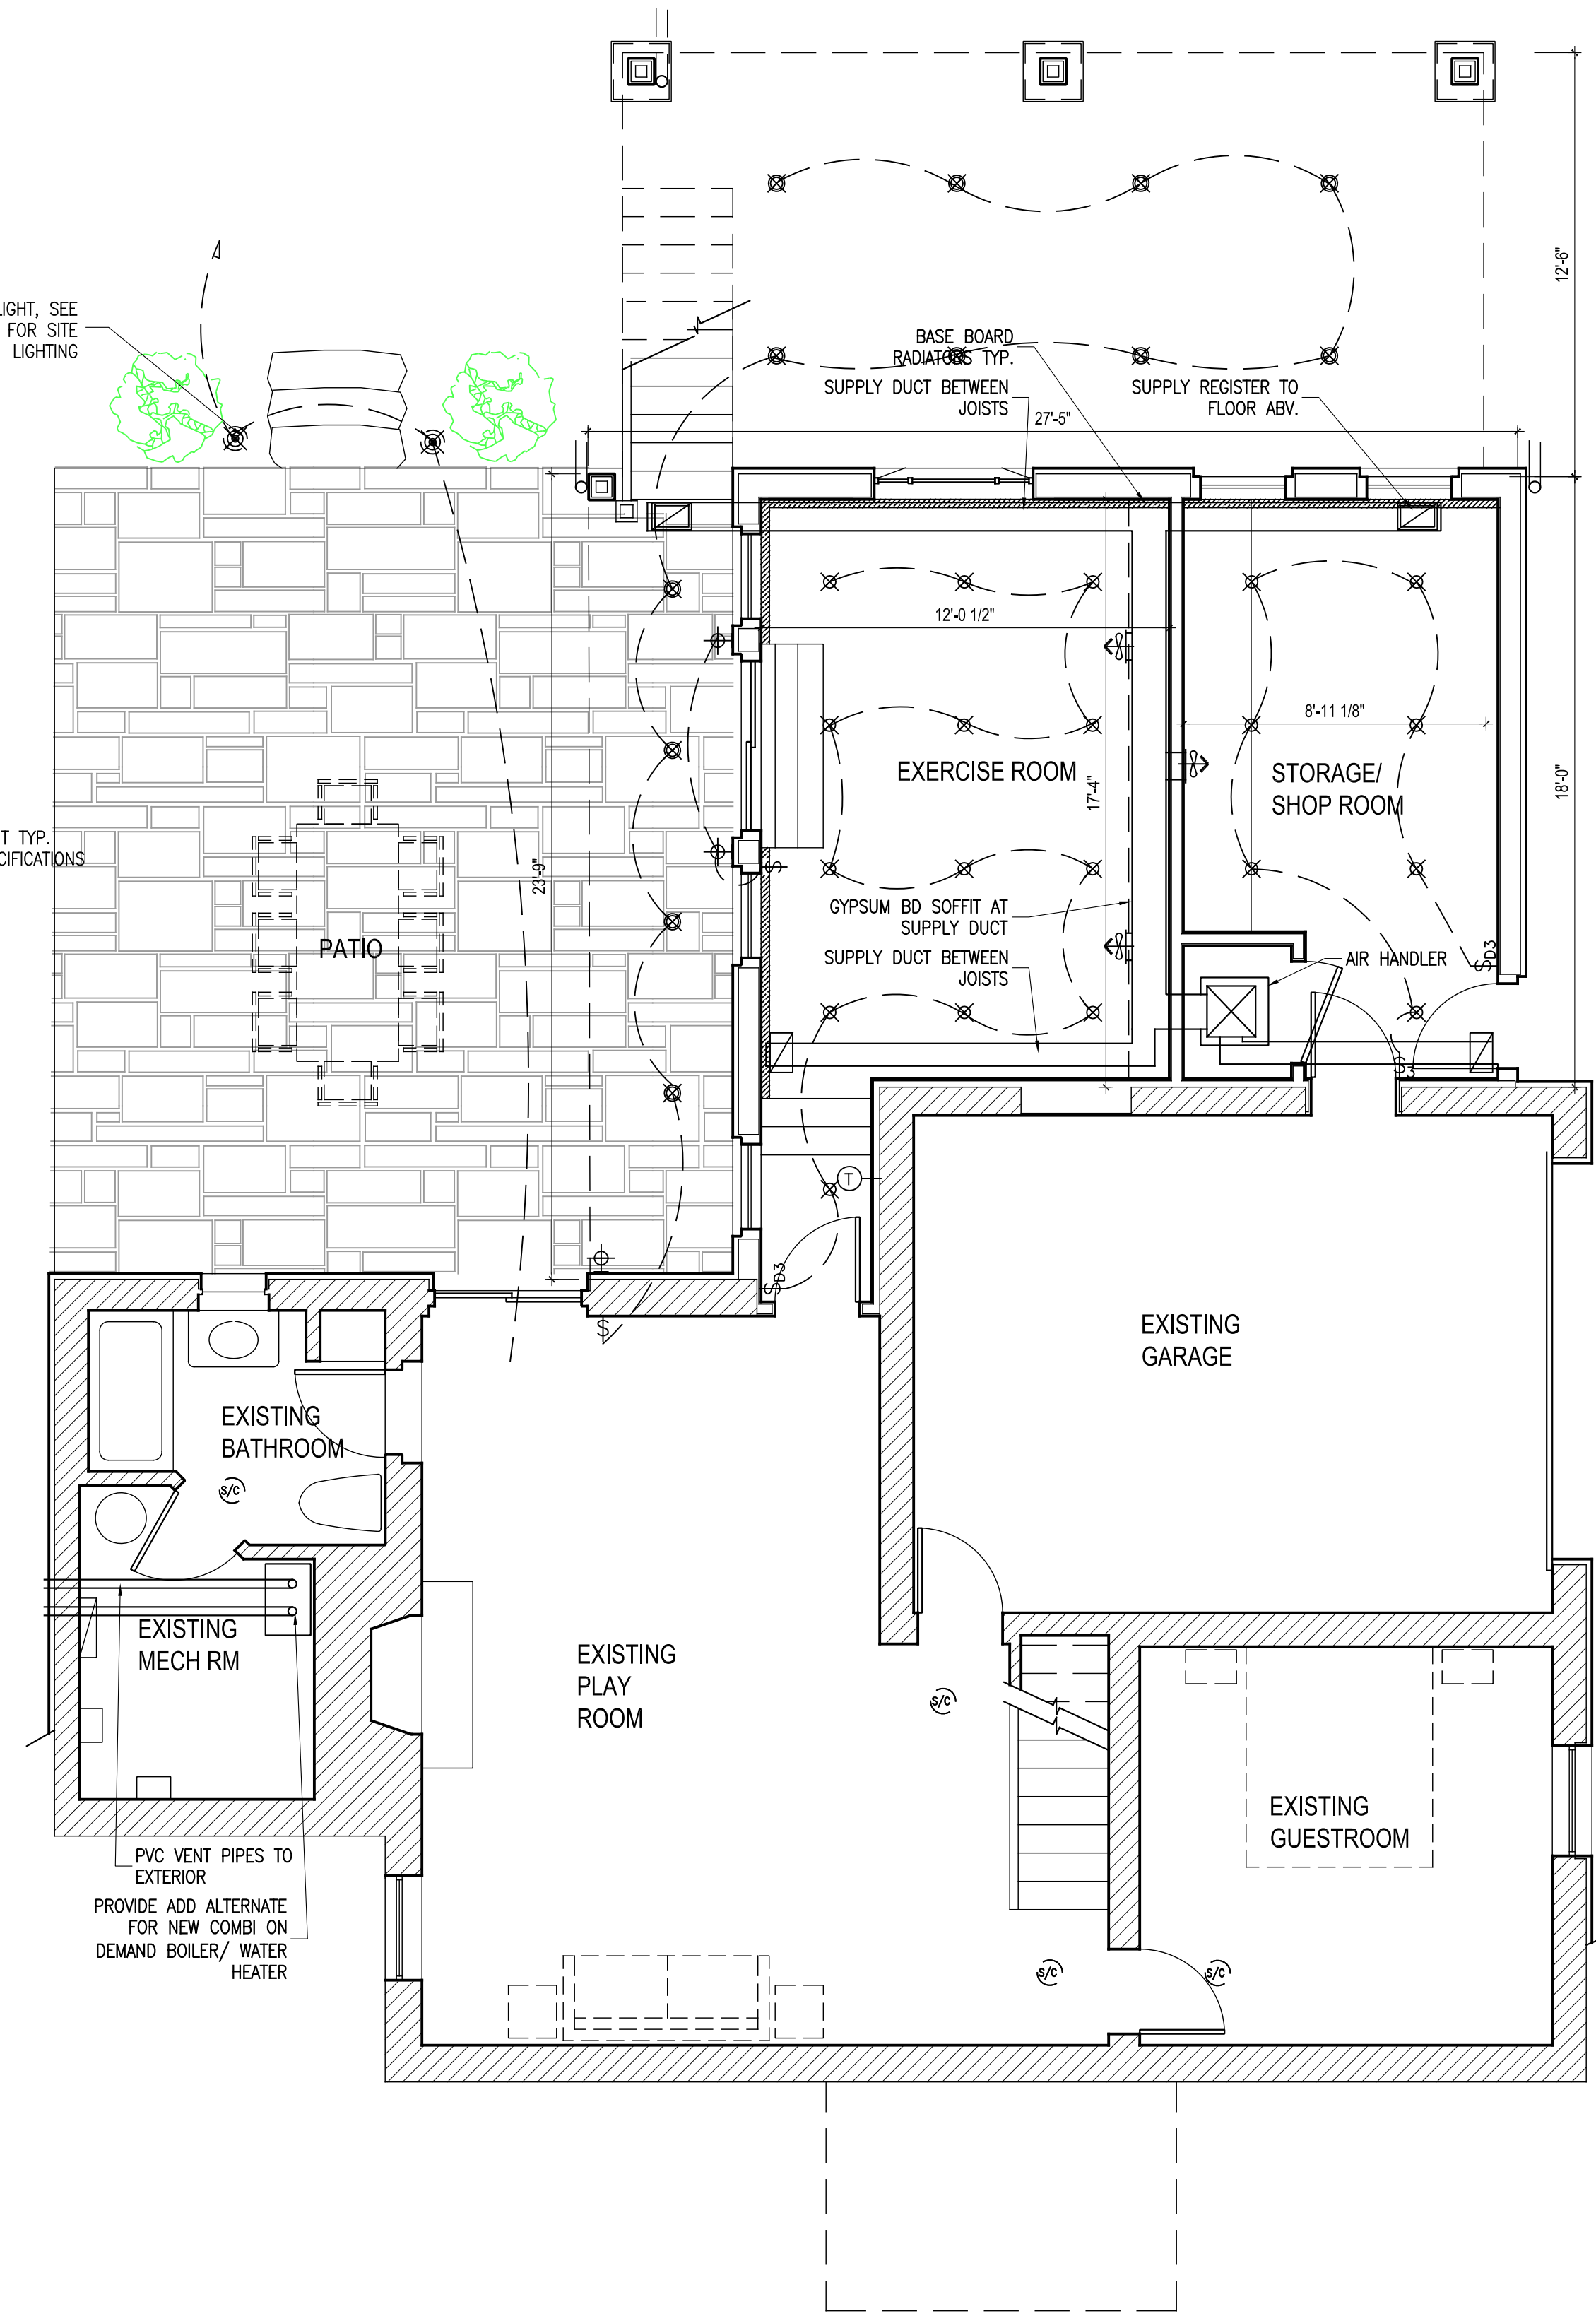 12'-6"
LIGHT, SEE
FOR SITE
LIGHTING
BASE BOARD
RADIATORS TYP.
SUPPLY DUCT BETWEEN
JOISTS
SUPPLY REGISTER TO
FLOOR ABV.
27'-5"
12'-0 1/2"
8'-11 1/8"
EXERCISE ROOM
STORAGE/
SHOP ROOM
17'-4"
18'-0"
T TYP.
CIFICATIONS
23'-9"
S
GYPSUM BD SOFFIT AT
SUPPLY DUCT
PATIO
SUPPLY DUCT BETWEEN
JOISTS
AIR HANDLER
SD3
S3
T
SD3
S
EXISTING
GARAGE
EXISTING
BATHROOM
S/C
EXISTING
MECH RM
EXISTING
PLAY
ROOM
S/C
EXISTING
GUESTROOM
PVC VENT PIPES TO
EXTERIOR
PROVIDE ADD ALTERNATE
FOR NEW COMBI ON
DEMAND BOILER/ WATER
HEATER
S/C
S/C